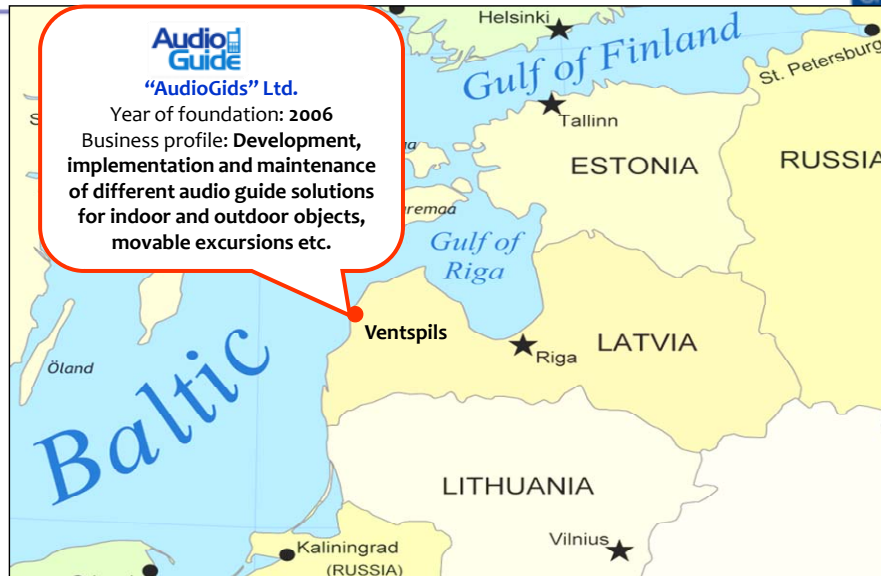 Audio
Guide
“AudioGids” Ltd.
Year of foundation: 2006
Business profile: Development,
implementation and maintenance
of different audio guide solutions
for indoor and outdoor objects,
movable excursions etc.
Helsinki
Gulf of Finland
St. Petersburg
Tallinn
ESTONIA
RUSSIA
Gulf of
Riga
Ventspils
Riga
LATVIA
Öland
Baltic
LITHUANIA
Vilnius
Kaliningrad
(RUSSIA)